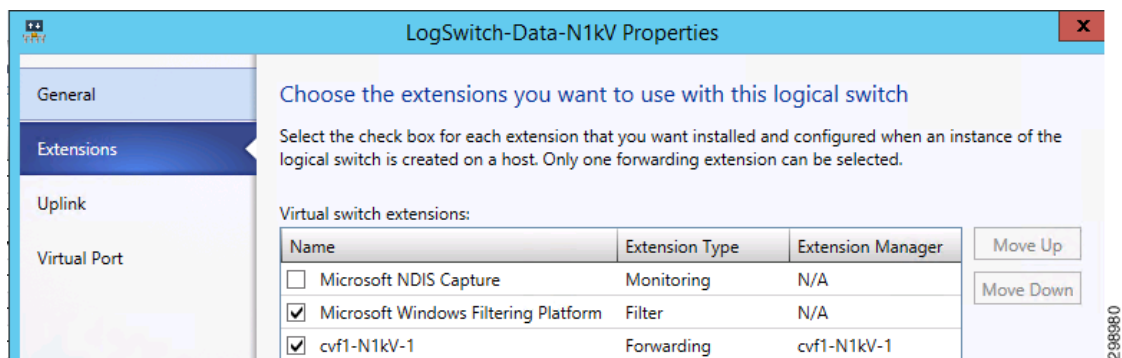 LogSwitch-Data-N1kV Properties
x
General
Extensions
Uplink
Virtual Port
Choose the extensions you want to use with this logical switch
Select the check box for each extension that you want installed and configured when an instance of the
logical switch is created on a host. Only one forwarding extension can be selected.
Virtual switch extensions:
Name Extension Type Extension Manager
Microsoft NDIS Capture Monitoring N/A
Microsoft Windows Filtering Platform Filter N/A
cvf1-N1kV-1 Forwarding cvf1-N1kV-1
Move Up
Move Down
298980